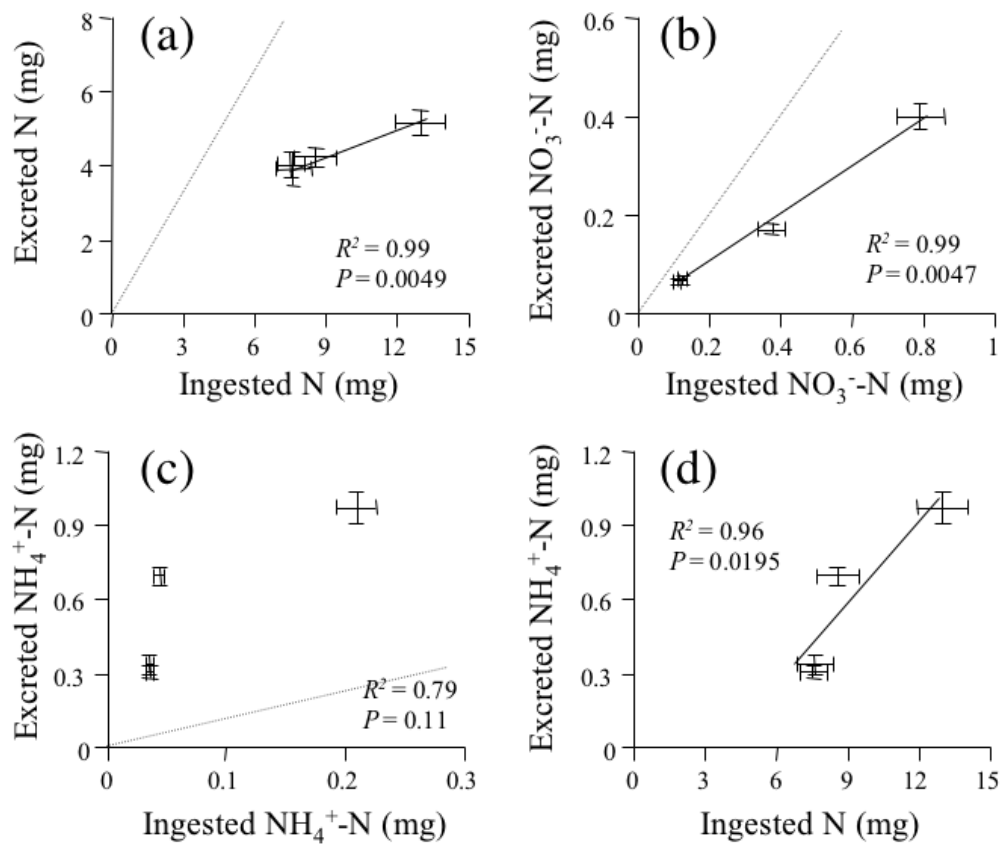 (a)
Excreted N (mg)
8
6
4
2
0
R² = 0.99
P = 0.0049
0 3 6 9 12 15
Ingested N (mg)
(b)
Excreted NO₃⁻-N (mg)
0.6
0.4
0.2
0
R² = 0.99
P = 0.0047
0 0.2 0.4 0.6 0.8 1
Ingested NO₃⁻-N (mg)
(c)
Excreted NH₄⁺-N (mg)
1.2
0.9
0.6
0.3
0
R² = 0.79
P = 0.11
0 0.1 0.2 0.3
Ingested NH₄⁺-N (mg)
(d)
Excreted NH₄⁺-N (mg)
1.2
0.9
0.6
0.3
0
R² = 0.96
P = 0.0195
0 3 6 9 12 15
Ingested N (mg)